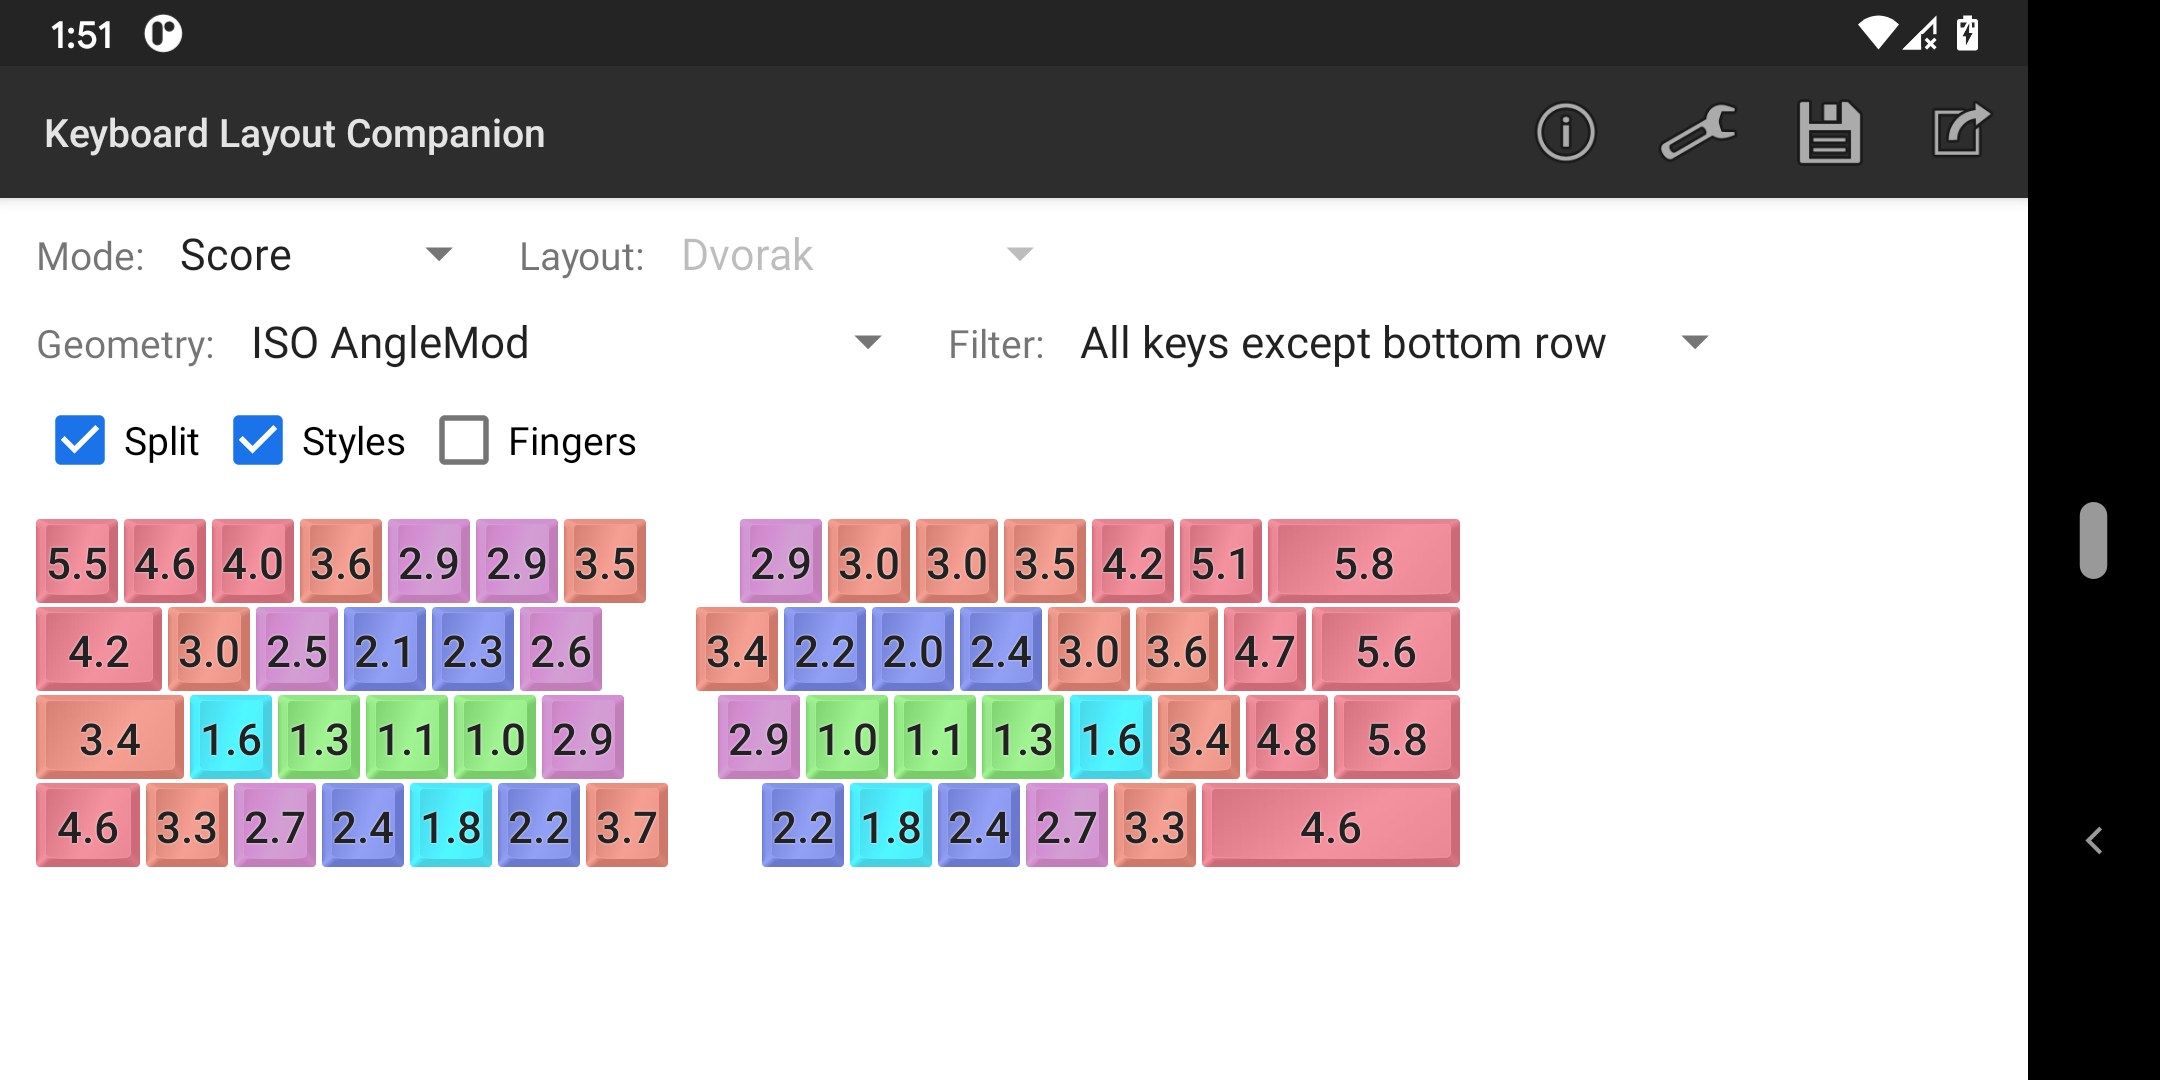 1:51
Keyboard Layout Companion
Mode: Score Layout: Dvorak
Geometry: ISO AngleMod Filter: All keys except bottom row
Split Styles Fingers
5.5 4.6 4.0 3.6 2.9 2.9 3.5 2.9 3.0 3.0 3.5 4.2 5.1 5.8
4.2 3.0 2.5 2.1 2.3 2.6 3.4 2.2 2.0 2.4 3.0 3.6 4.7 5.6
3.4 1.6 1.3 1.1 1.0 2.9 2.9 1.0 1.1 1.3 1.6 3.4 4.8 5.8
4.6 3.3 2.7 2.4 1.8 2.2 3.7 2.2 1.8 2.4 2.7 3.3 4.6